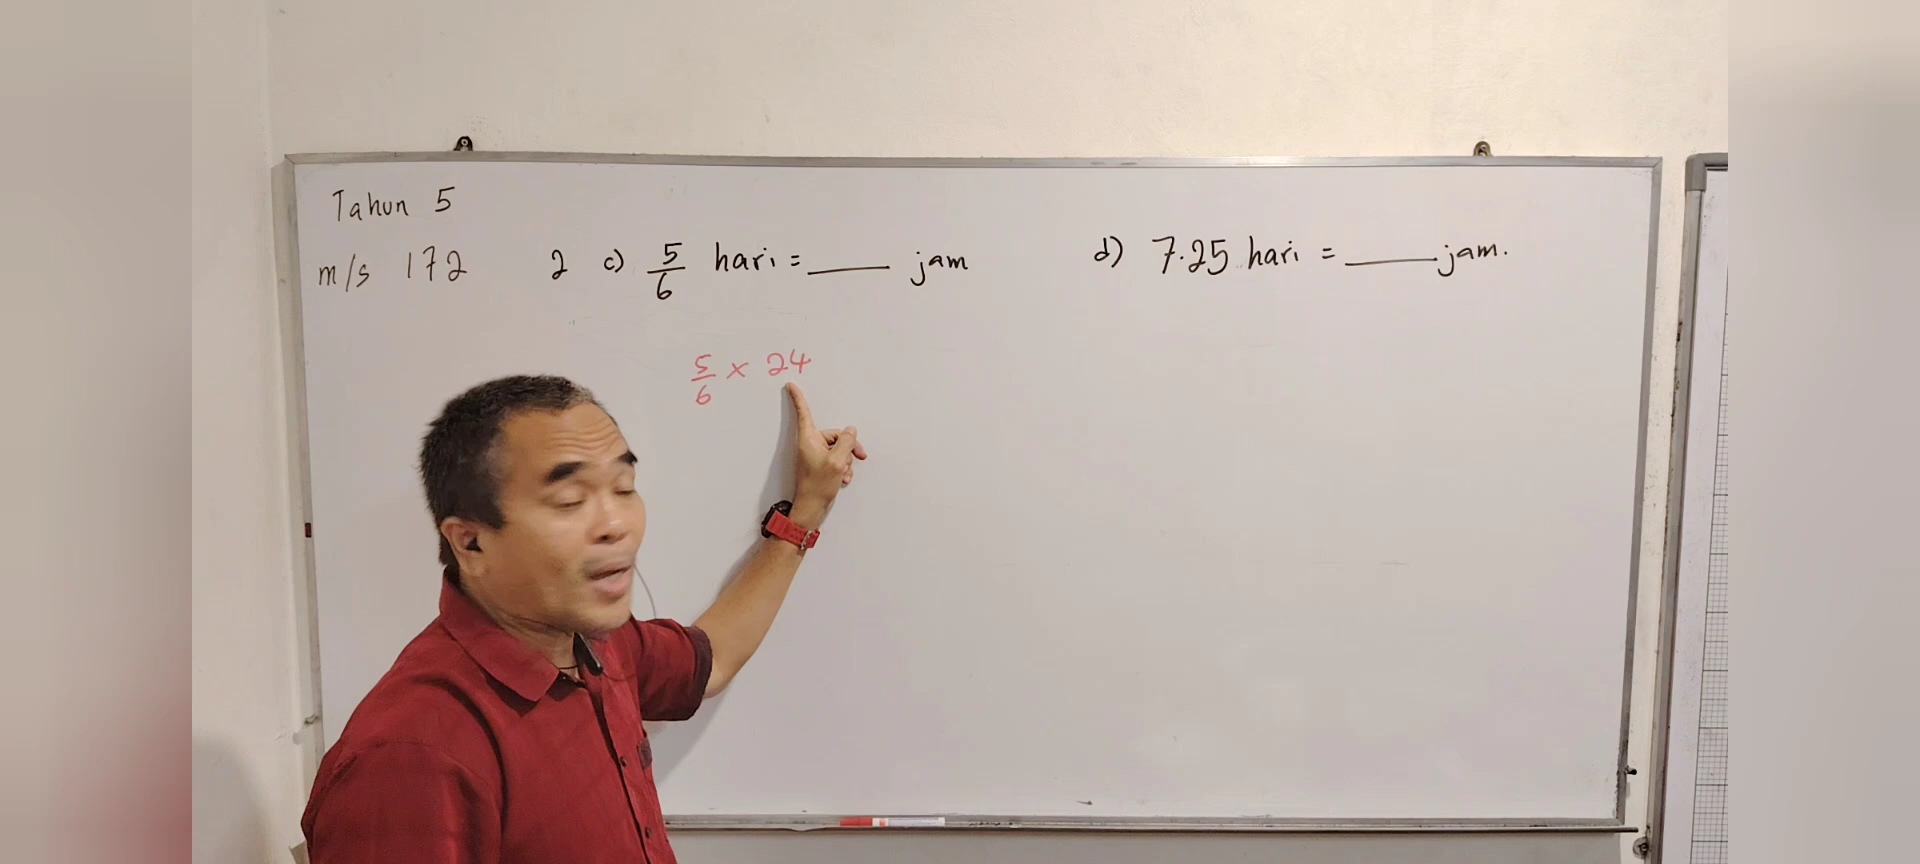 Tahun 5
m/s 172 2 c) 5/6 hari = ____ jam
d) 7.25 hari = ____ jam.
5/6 × 24